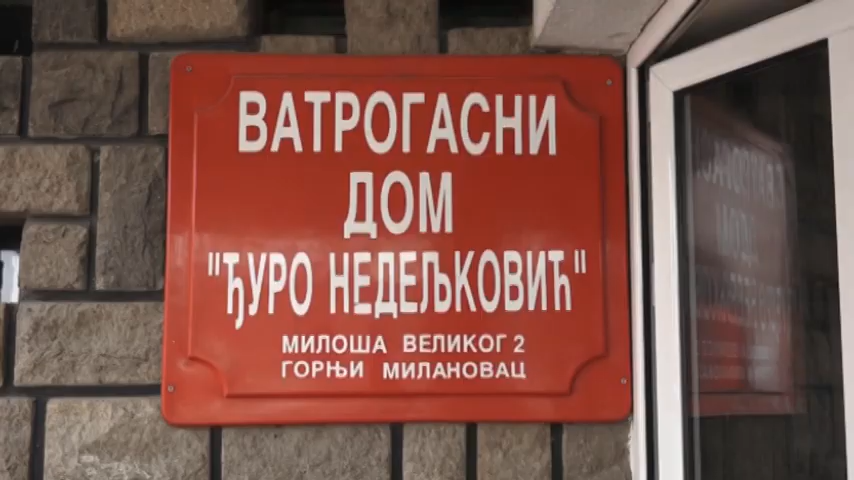 ВАТРОГАСНИ
ДОМ
"ЂУРО НЕДЕЉКОВИЋ"
МИЛОША ВЕЛИКОГ 2
ГОРЊИ МИЛАНОВАЦ